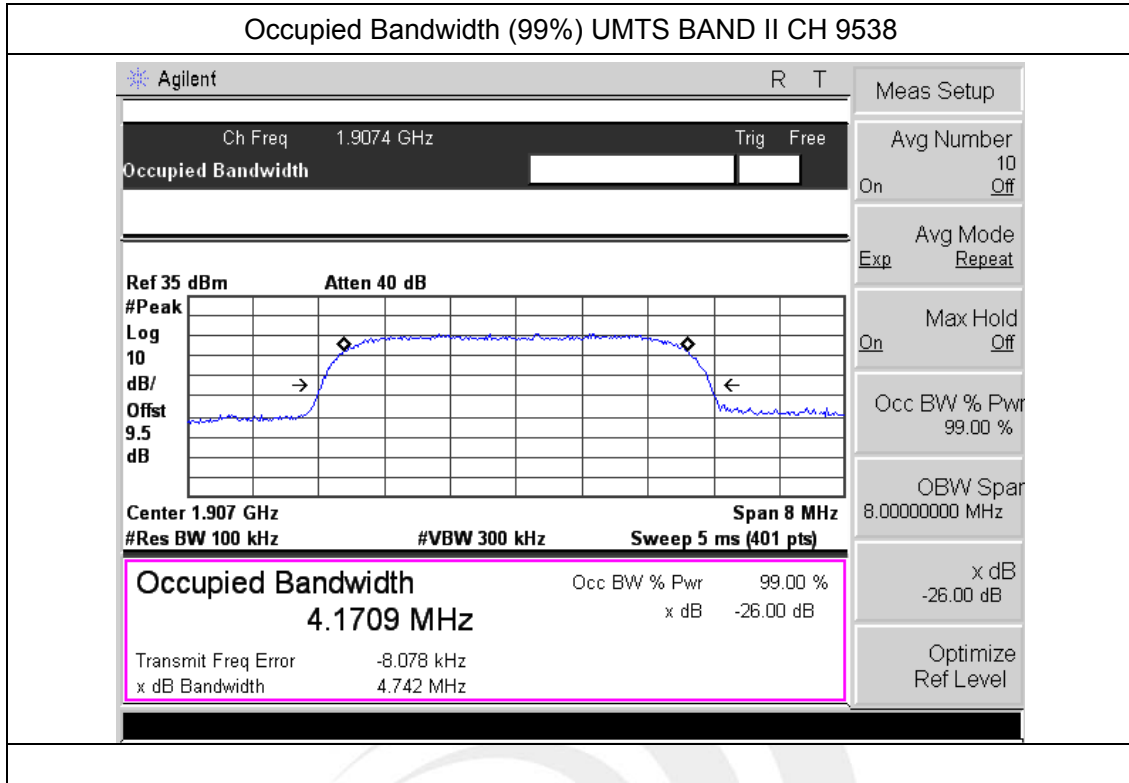 Occupied Bandwidth (99%) UMTS BAND II CH 9538
Agilent R T
Ch Freq 1.9074 GHz Trig Free
Occupied Bandwidth
Ref 35 dBm Atten 40 dB
#Peak
Log
10
dB/
Offst
9.5
dB
Center 1.907 GHz Span 8 MHz
#Res BW 100 kHz #VBW 300 kHz Sweep 5 ms (401 pts)
Occupied Bandwidth
4.1709 MHz
Occ BW % Pwr 99.00 %
x dB -26.00 dB
Transmit Freq Error -8.078 kHz
x dB Bandwidth 4.742 MHz
Meas Setup
Avg Number
10
On Off
Avg Mode
Exp Repeat
Max Hold
On Off
Occ BW % Pwr
99.00 %
OBW Span
8.00000000 MHz
x dB
-26.00 dB
Optimize
Ref Level